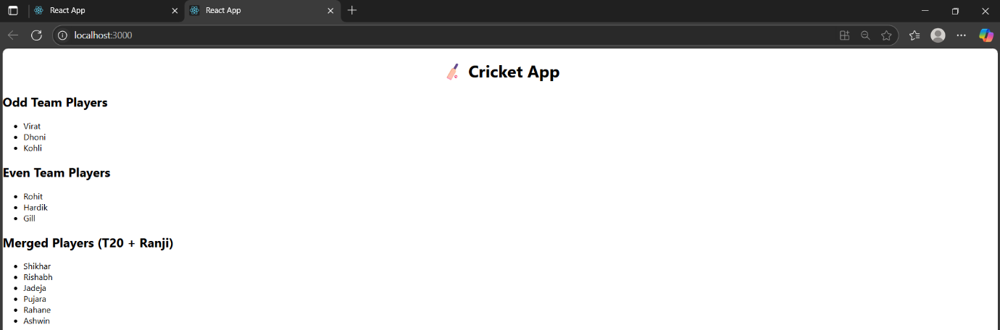 React App
React App
localhost:3000
Cricket App
Odd Team Players
Virat
Dhoni
Kohli
Even Team Players
Rohit
Hardik
Gill
Merged Players (T20 + Ranji)
Shikhar
Rishabh
Jadeja
Pujara
Rahane
Ashwin